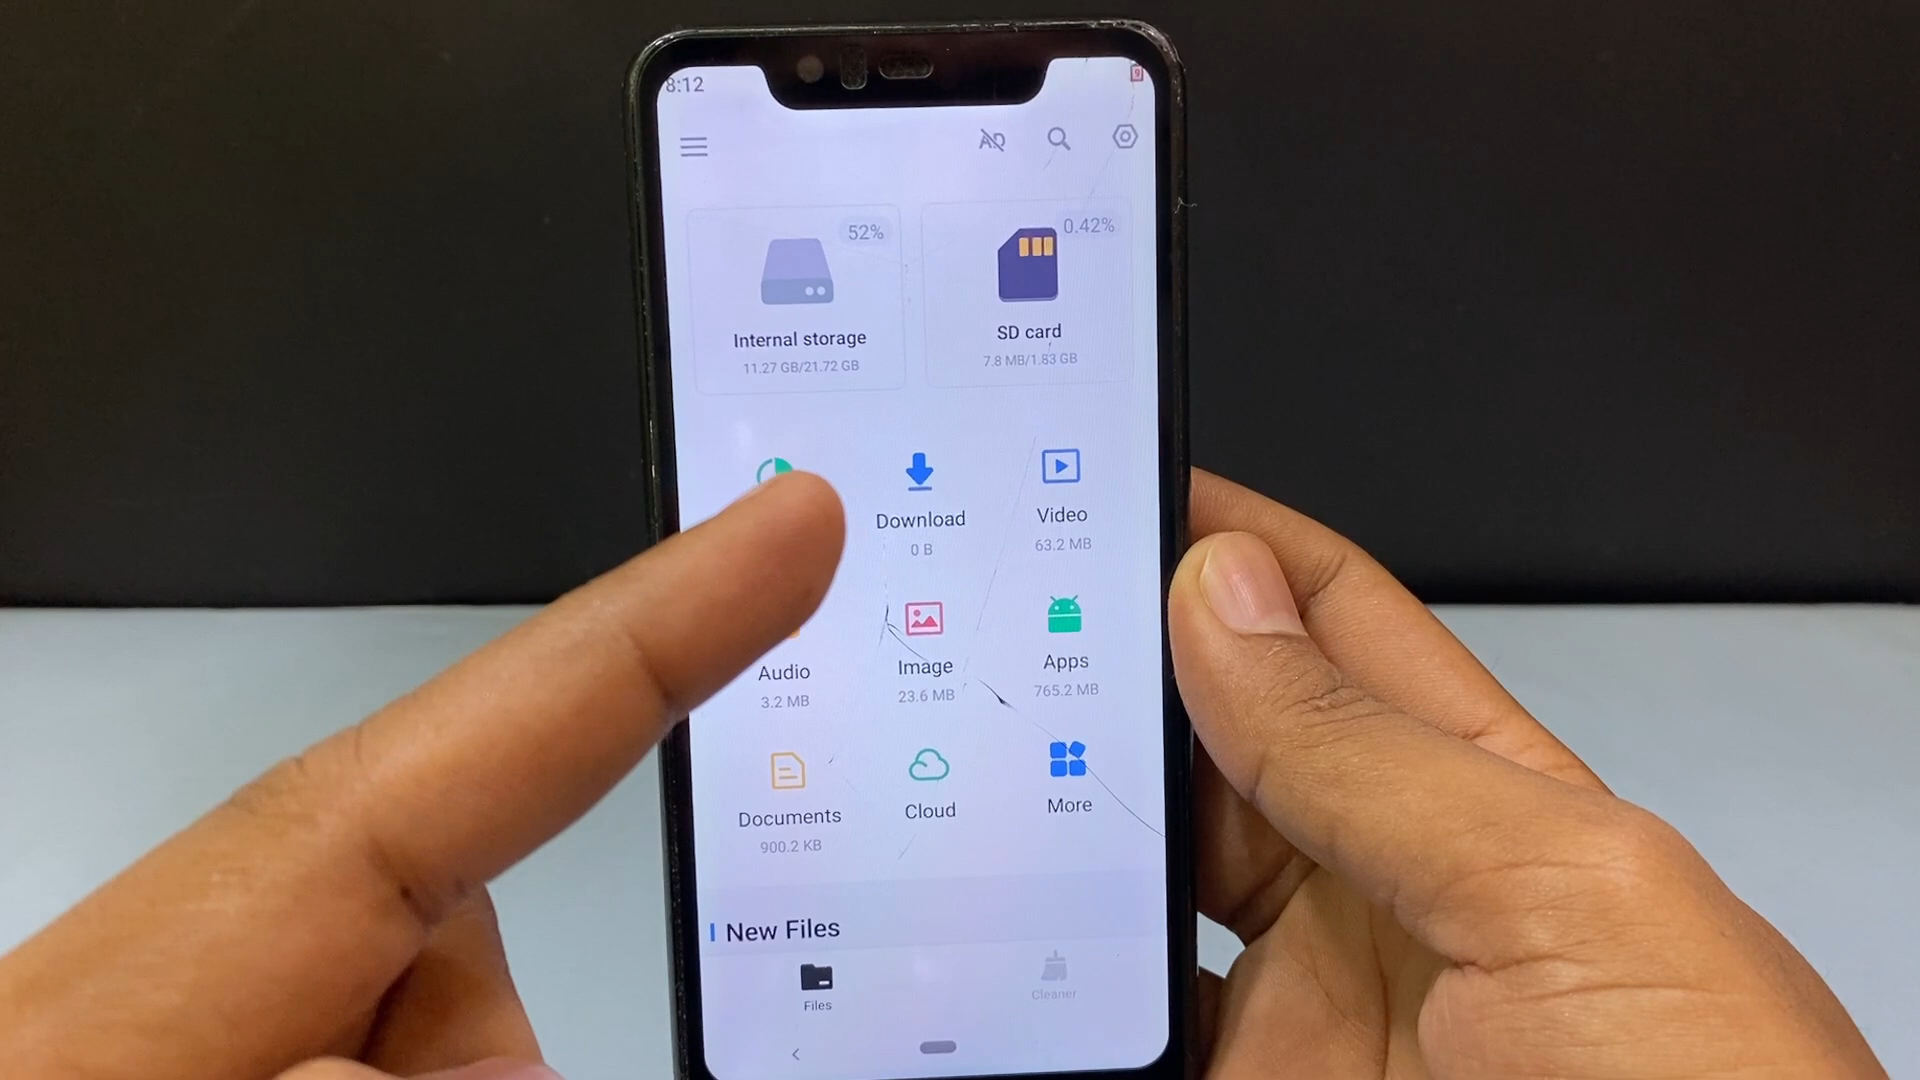 8:12
9
AD
52%
0.42%
Internal storage
11.27 GB/21.72 GB
SD card
7.8 MB/1.83 GB
Download
0 B
Video
63.2 MB
Audio
3.2 MB
Image
23.6 MB
Apps
765.2 MB
Documents
900.2 KB
Cloud
More
New Files
Files
Cleaner